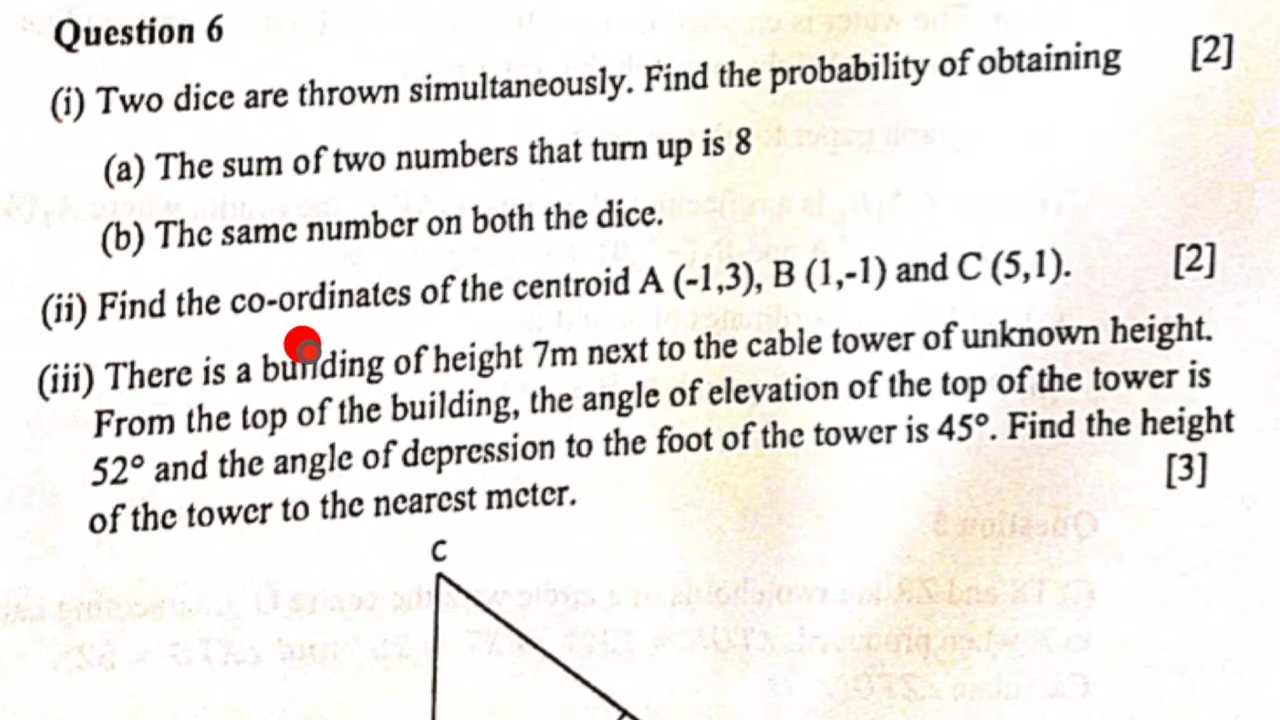 Question 6
(i) Two dice are thrown simultaneously. Find the probability of obtaining [2]
(a) The sum of two numbers that turn up is 8
(b) The same number on both the dice.
(ii) Find the co-ordinates of the centroid A (-1,3), B (1,-1) and C (5,1). [2]
(iii) There is a building of height 7m next to the cable tower of unknown height.
From the top of the building, the angle of elevation of the top of the tower is
52° and the angle of depression to the foot of the tower is 45°. Find the height
of the tower to the nearest meter. [3]
C